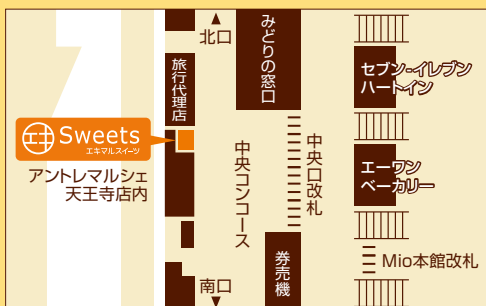 北口
みどりの窓口
セブン-イレブン
ハートイン
旅行代理店
王 Sweets
エキマルスイーツ
アントレマルシェ
天王寺店内
中央コンコース
中央口改札
エーワン
ベーカリー
券売機
Mio本館改札
南口